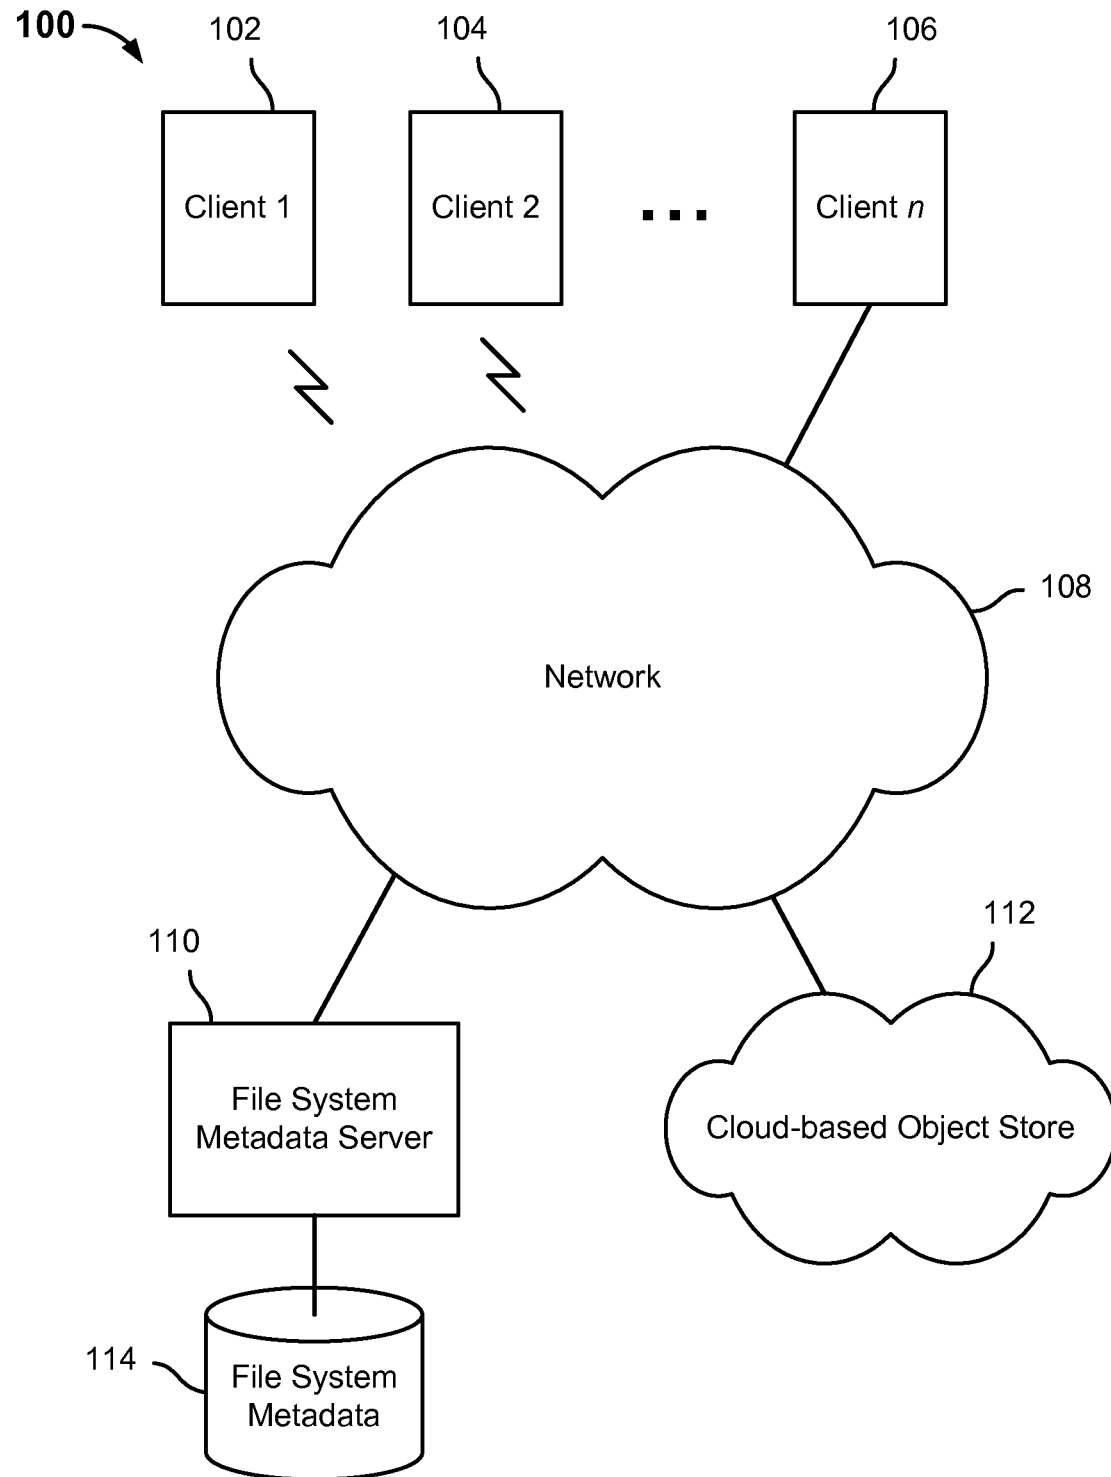 100
102
104
106
Client 1
Client 2
...
Client n
108
Network
110
112
File System
Metadata Server
Cloud-based Object Store
114
File System
Metadata